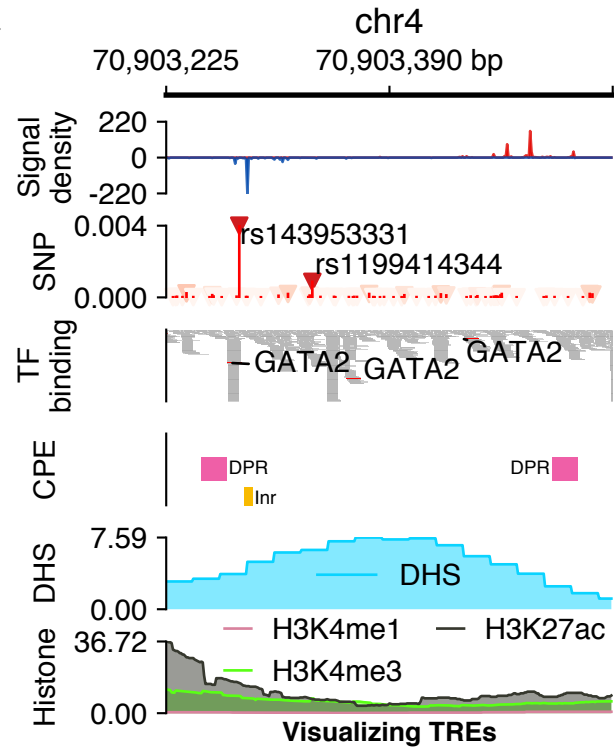 chr4
70,903,225 70,903,390 bp
Signal density
220
0
-220
SNP
0.004
0.000
rs143953331
rs1199414344
TF binding
GATA2
GATA2
GATA2
CPE
DPR
DPR
Inr
DHS
7.59
0.00
DHS
Histone
36.72
0.00
H3K4me1 H3K27ac
H3K4me3
Visualizing TREs